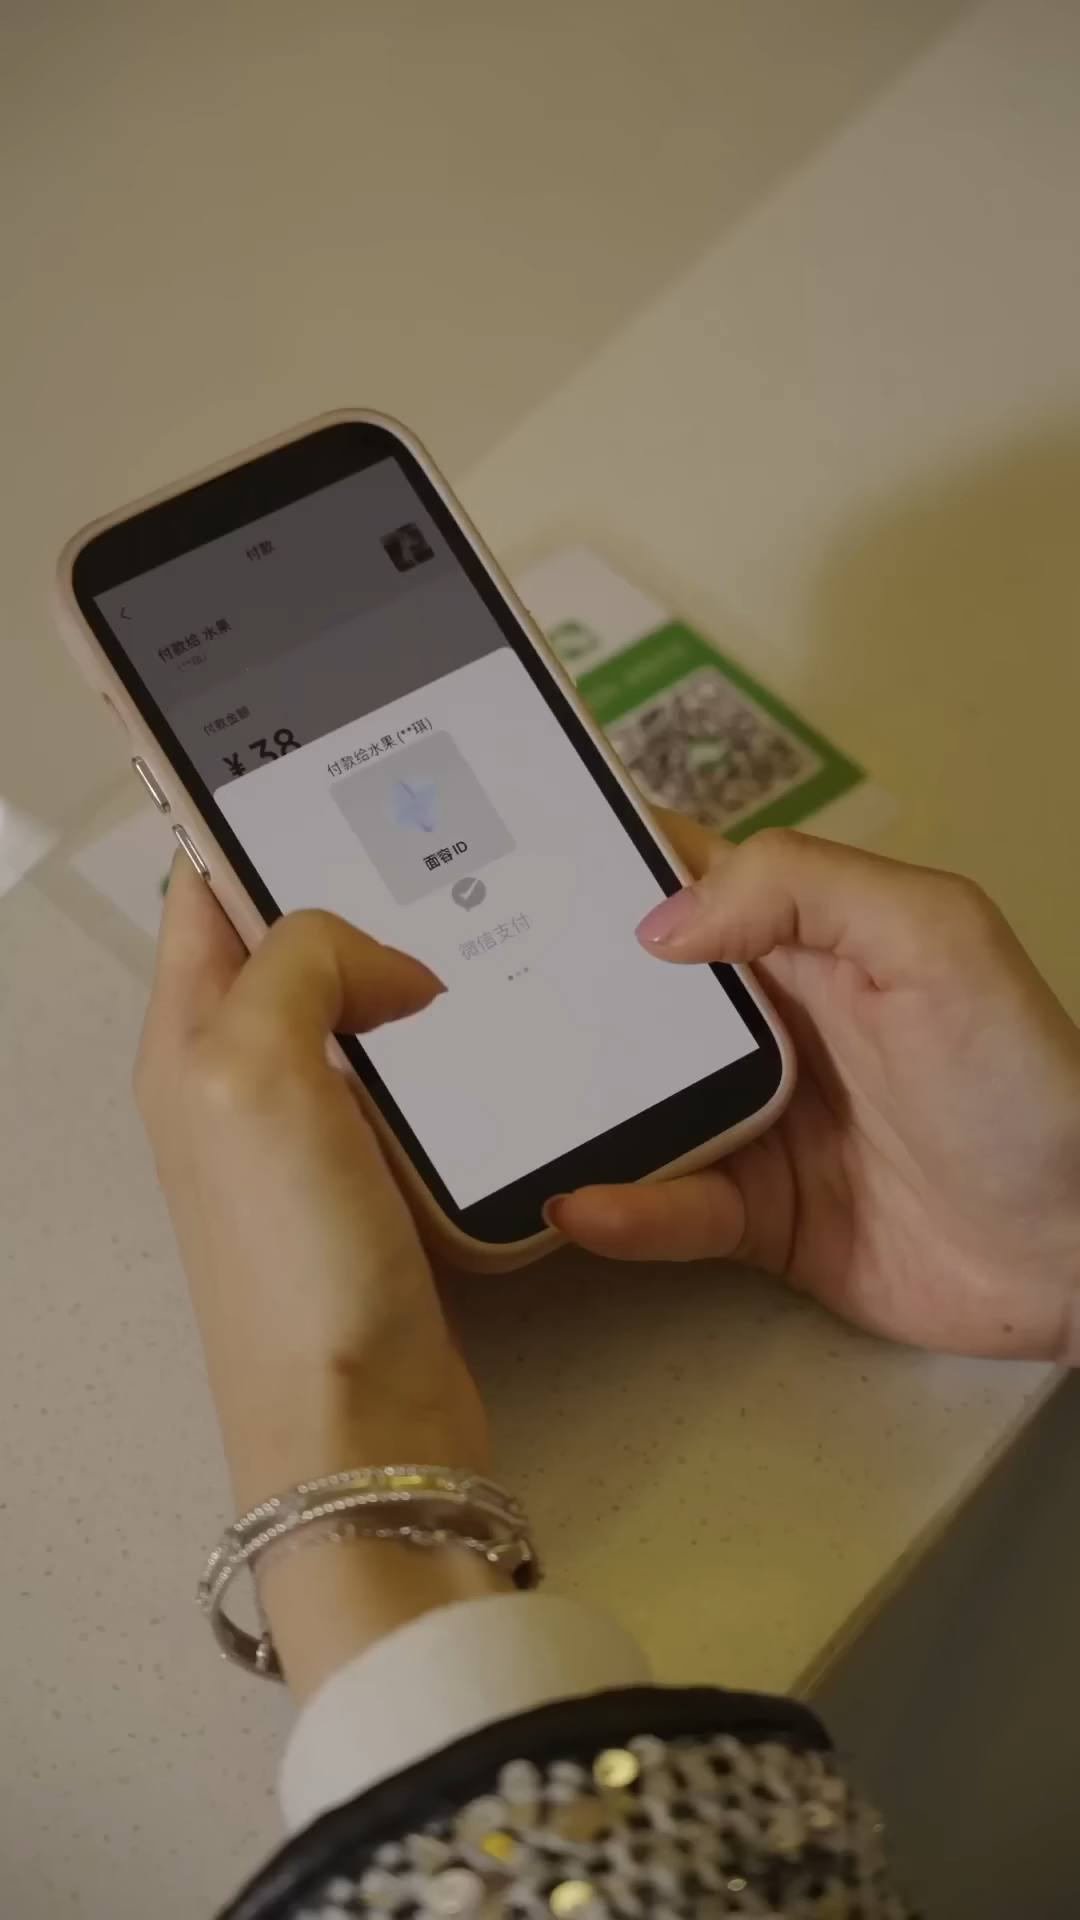 付款
付款给 水果
(**琪)
付款金额
¥ 38
付款给水果 (**琪)
面容 ID
微信支付